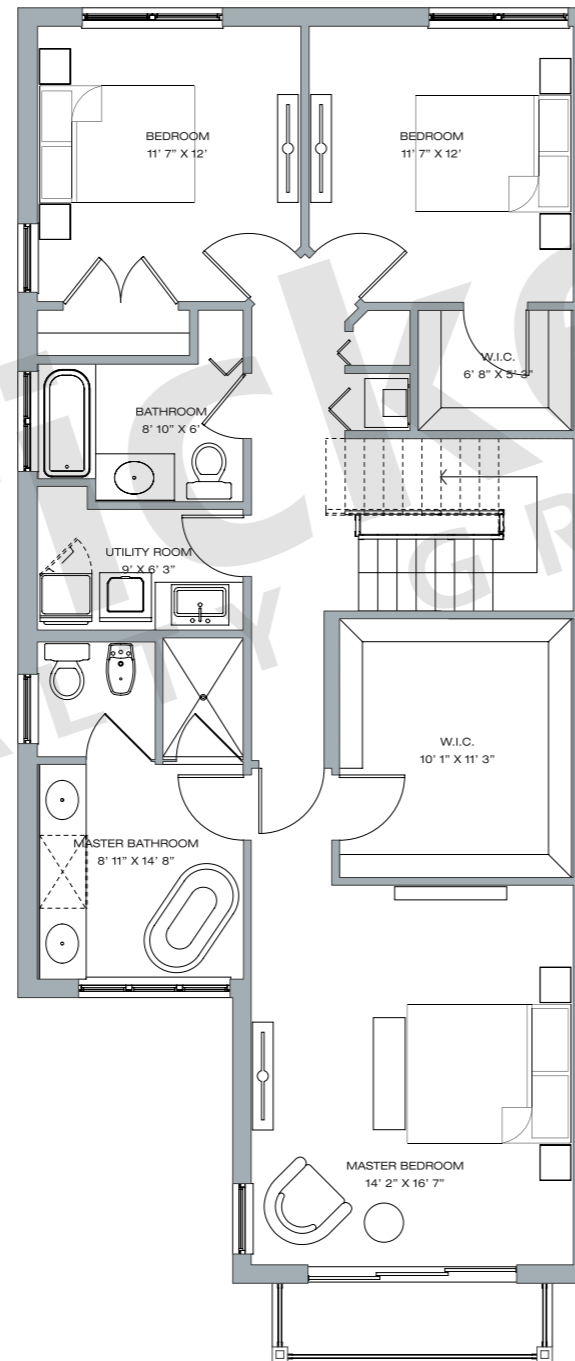 BEDROOM
11' 7" X 12'
BEDROOM
11' 7" X 12'
W.I.C.
6' 8" X 5' 3"
BATHROOM
8' 10" X 6'
UTILITY ROOM
9' X 6' 3"
W.I.C.
10' 1" X 11' 3"
MASTER BATHROOM
8' 11" X 14' 8"
MASTER BEDROOM
14' 2" X 16' 7"